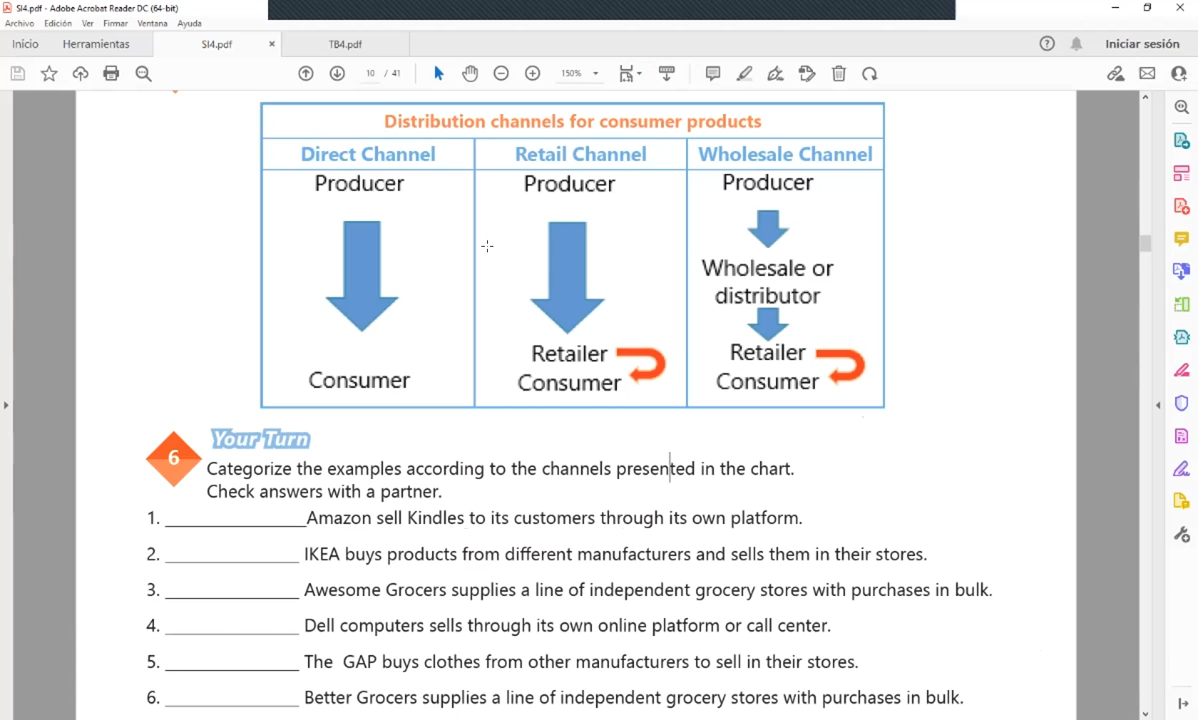 SI4.pdf - Adobe Acrobat Reader DC (64-bit)
Archivo Edición Ver Firmar Ventana Ayuda
Inicio Herramientas SI4.pdf × TB4.pdf Iniciar sesión
10 / 41 150%
Distribution channels for consumer products
Direct Channel Retail Channel Wholesale Channel
Producer Producer Producer
Wholesale or
distributor
Retailer Retailer
Consumer Consumer Consumer
Your Turn
6
Categorize the examples according to the channels presented in the chart.
Check answers with a partner.
1. ______________Amazon sell Kindles to its customers through its own platform.
2. ______________ IKEA buys products from different manufacturers and sells them in their stores.
3. ______________ Awesome Grocers supplies a line of independent grocery stores with purchases in bulk.
4. ______________ Dell computers sells through its own online platform or call center.
5. ______________ The GAP buys clothes from other manufacturers to sell in their stores.
6. ______________ Better Grocers supplies a line of independent grocery stores with purchases in bulk.